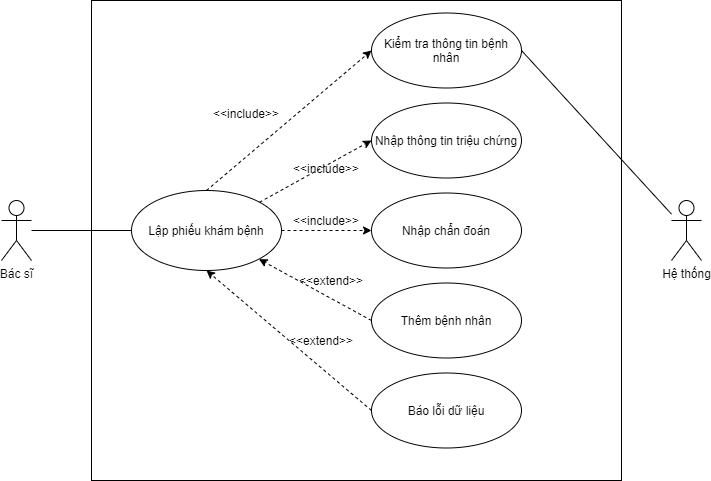 Kiểm tra thông tin bệnh
nhân
<<include>>
Nhập thông tin triệu chứng
<<include>>
Lập phiếu khám bệnh
<<include>>
Nhập chẩn đoán
Bác sĩ
Hệ thống
<<extend>>
Thêm bệnh nhân
<<extend>>
Báo lỗi dữ liệu